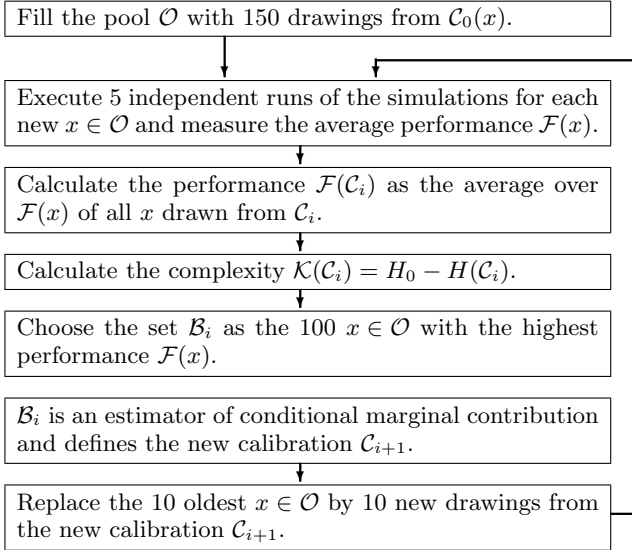 Fill the pool 𝒪 with 150 drawings from 𝒞₀(x).
Execute 5 independent runs of the simulations for each
new x ∈ 𝒪 and measure the average performance ℱ(x).
Calculate the performance ℱ(𝒞ᵢ) as the average over
ℱ(x) of all x drawn from 𝒞ᵢ.
Calculate the complexity 𝒦(𝒞ᵢ) = H₀ − H(𝒞ᵢ).
Choose the set ℬᵢ as the 100 x ∈ 𝒪 with the highest
performance ℱ(x).
ℬᵢ is an estimator of conditional marginal contribution
and defines the new calibration 𝒞ᵢ₊₁.
Replace the 10 oldest x ∈ 𝒪 by 10 new drawings from
the new calibration 𝒞ᵢ₊₁.